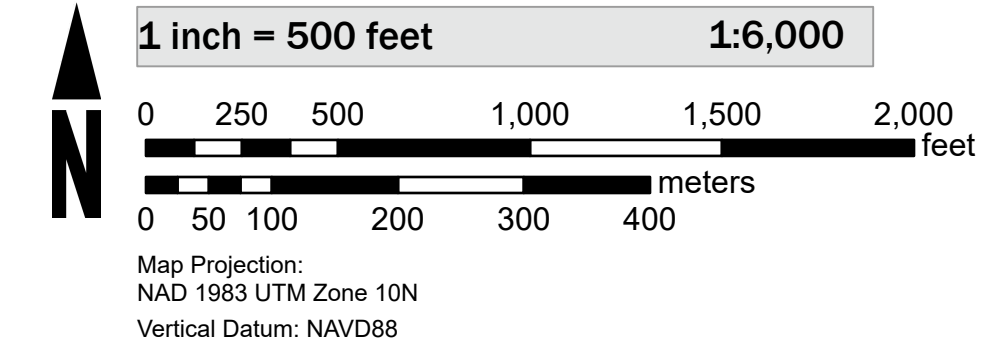 N
1 inch = 500 feet 1:6,000
0 250 500 1,000 1,500 2,000
feet
meters
0 50 100 200 300 400
Map Projection:
NAD 1983 UTM Zone 10N
Vertical Datum: NAVD88